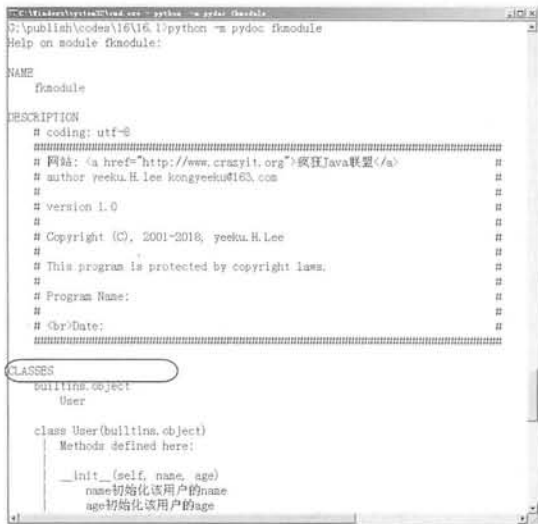 C:\Windows\system32\cmd.exe - python -m pydoc fkmodule
G:\publish\codes\16\16.1>python -m pydoc fkmodule
Help on module fkmodule:
NAME
fkmodule
DESCRIPTION
# coding: utf-8
#########################################################################
# 网站: <a href="http://www.crazyit.org">疯狂Java联盟</a> #
# author yeeku.H.lee kongyeeku@163.com #
# #
# version 1.0 #
# #
# Copyright (C), 2001-2018, yeeku.H.Lee #
# #
# This program is protected by copyright laws. #
# #
# Program Name: #
# #
# <br>Date: #
#########################################################################
CLASSES
builtins.object
User
class User(builtins.object)
| Methods defined here:
|
| __init__(self, name, age)
| name初始化该用户的name
| age初始化该用户的age